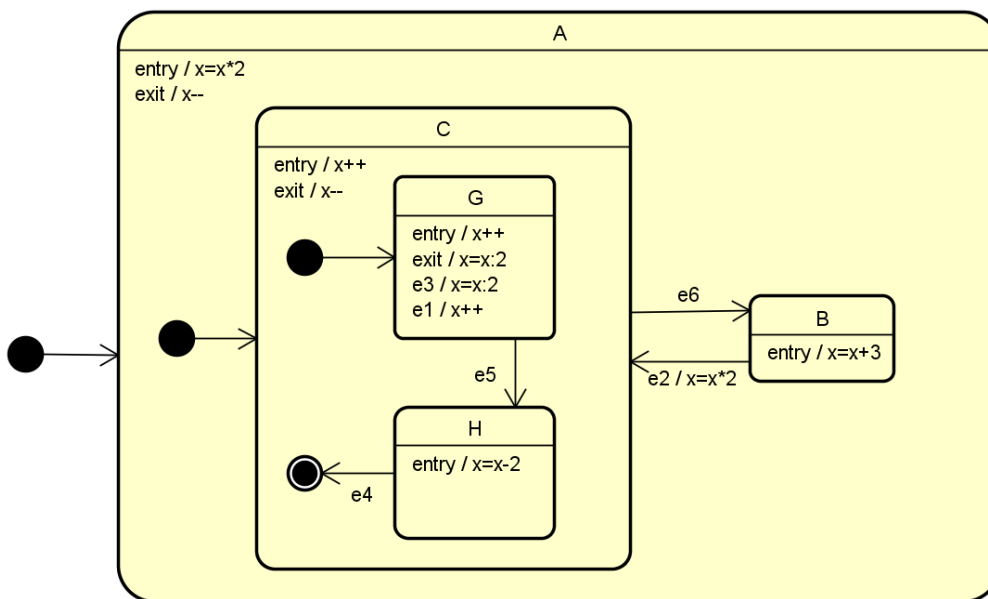 A
entry / x=x*2
exit / x--
C
entry / x++
exit / x--
G
entry / x++
exit / x=x:2
e3 / x=x:2
e1 / x++
e6
B
entry / x=x+3
e2 / x=x*2
e5
H
entry / x=x-2
e4